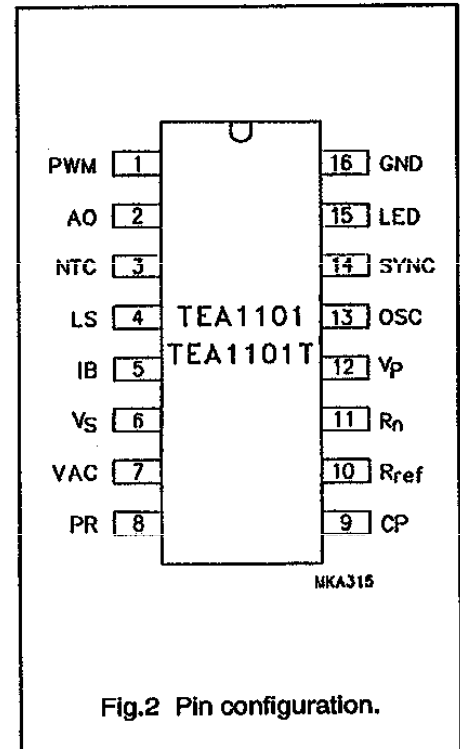 PWM 1
AO 2
NTC 3
LS 4
IB 5
VS 6
VAC 7
PR 8
TEA1101
TEA1101T
16 GND
15 LED
14 SYNC
13 OSC
12 VP
11 Rn
10 Rref
9 CP
MKA315
Fig.2 Pin configuration.